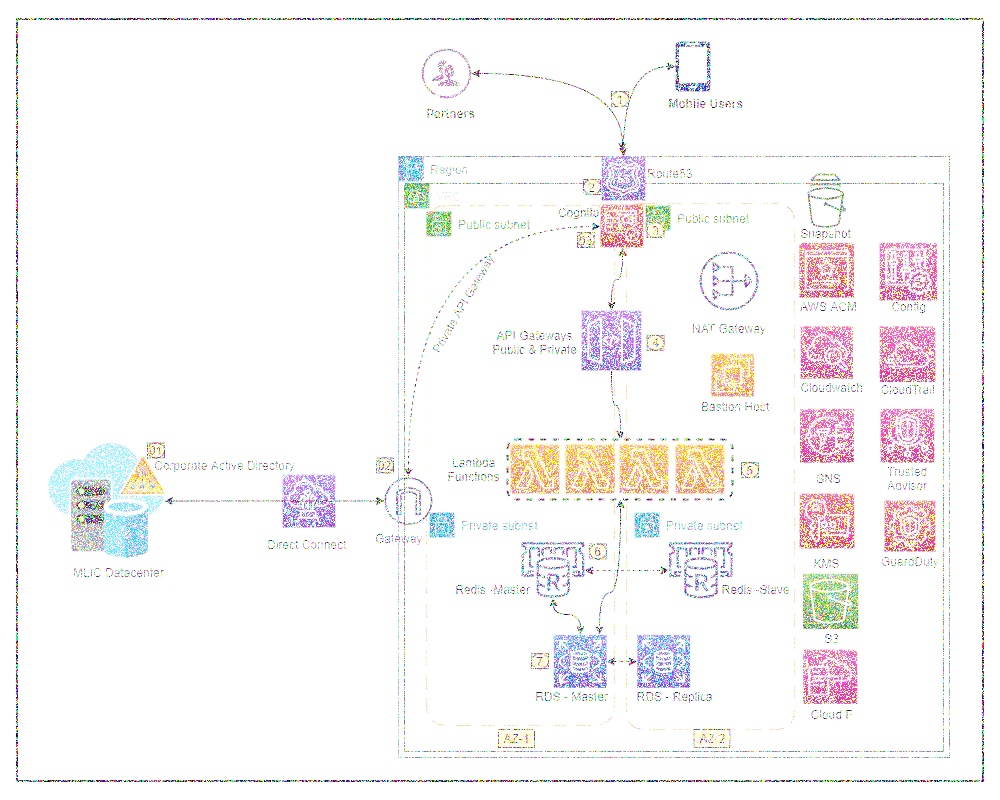 Partners
Mobile Users
1
Region
Route53
2
Public subnet
Cognito
03
3
Public subnet
Snapshot
Private API Gateway
NAT Gateway
AWS ACM
Config
API Gateways
Public & Private
4
Bastion Host
Cloudwatch
CloudTrail
01
Corporate Active Directory
02
Lambda
Functions
5
SNS
Trusted
Advisor
Direct Connect
Gateway
Private subnet
Private subnet
MLIC Datacenter
6
KMS
GuardDuty
Redis -Master
R
R
Redis -Slave
S3
7
RDS - Master
RDS - Replica
Cloud F
AZ-1
AZ-2